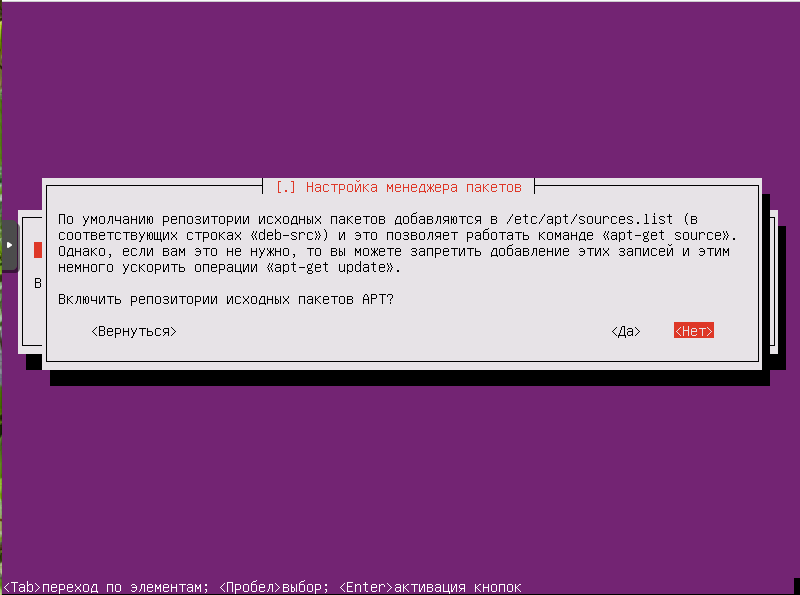 [.] Настройка менеджера пакетов
По умолчанию репозитории исходных пакетов добавляются в /etc/apt/sources.list (в
соответствующих строках «deb-src») и это позволяет работать команде «apt-get source».
Однако, если вам это не нужно, то вы можете запретить добавление этих записей и этим
немного ускорить операции «apt-get update».
В
Включить репозитории исходных пакетов APT?
<Вернуться> <Да> <Нет>
<Tab>переход по элементам; <Пробел>выбор; <Enter>активация кнопок